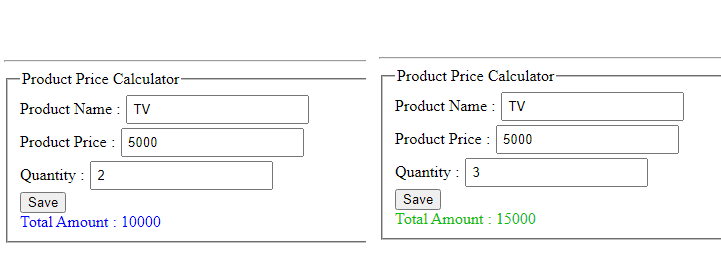 Product Price Calculator
Product Name : TV
Product Price : 5000
Quantity : 2
Save
Total Amount : 10000
Product Price Calculator
Product Name : TV
Product Price : 5000
Quantity : 3
Save
Total Amount : 15000